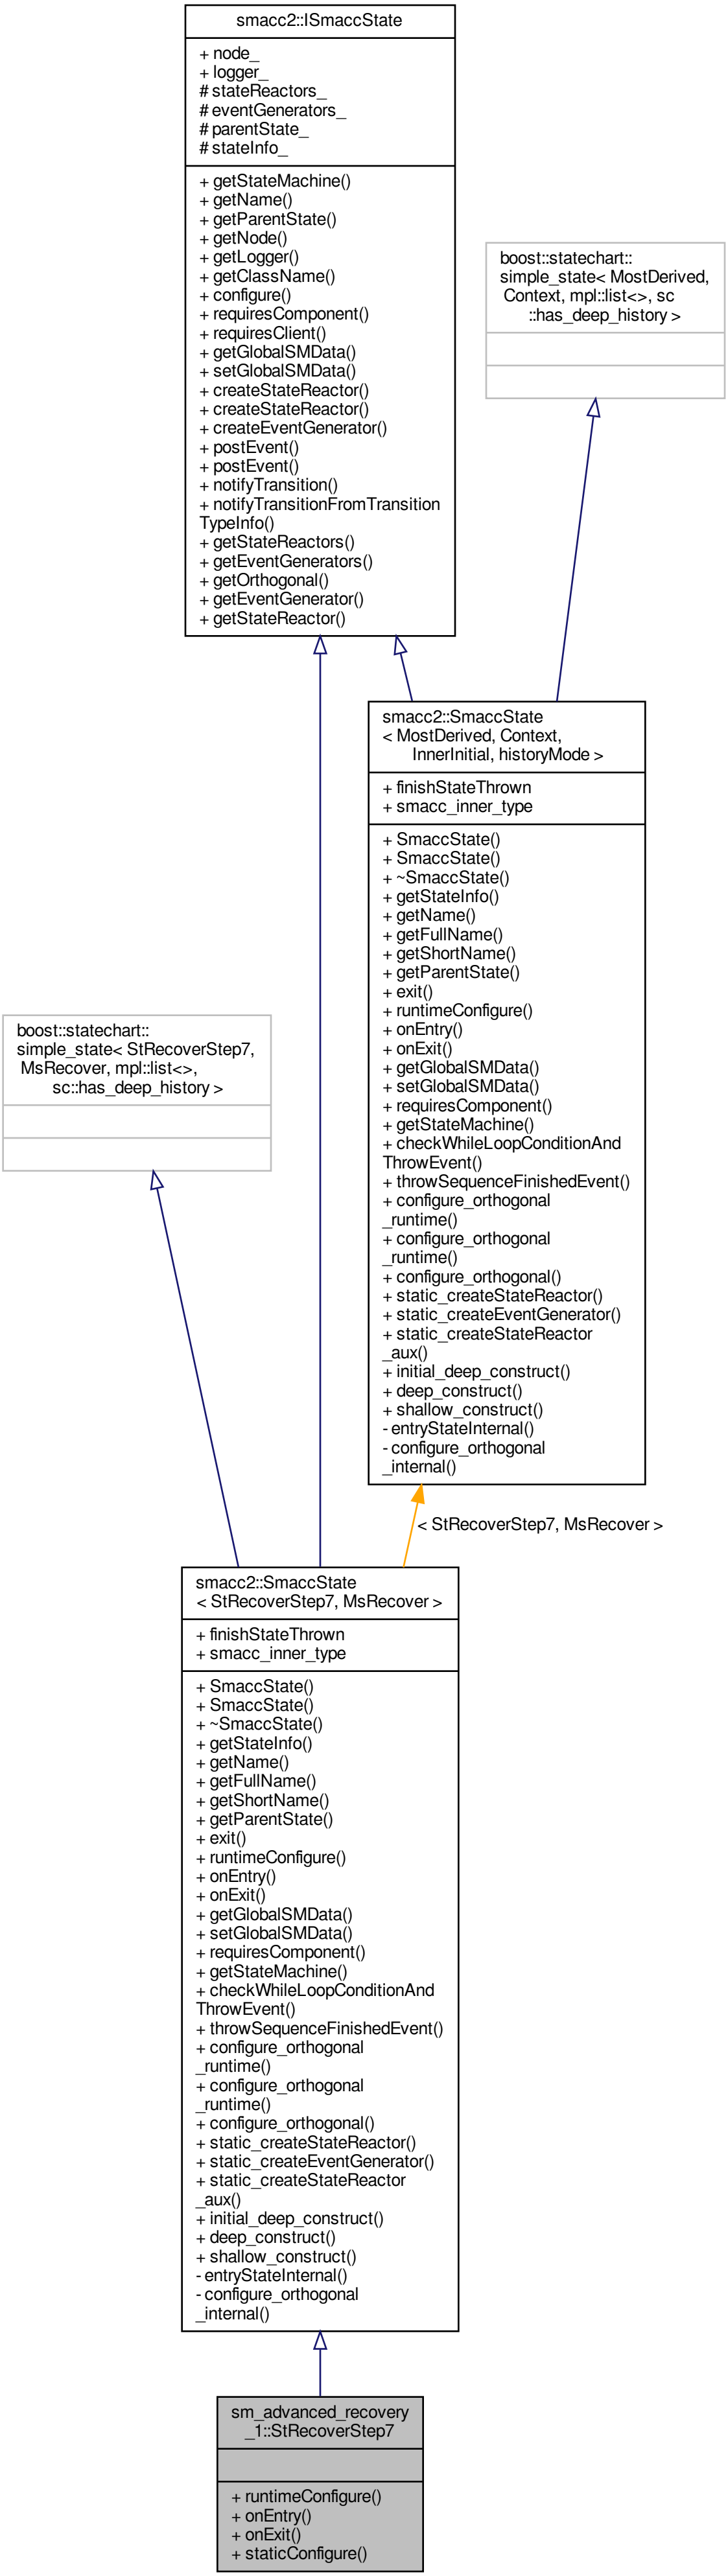 smacc2::ISmaccState
+ node_
+ logger_
# stateReactors_
# eventGenerators_
# parentState_
# stateInfo_
+ getStateMachine()
+ getName()
+ getParentState()
+ getNode()
+ getLogger()
+ getClassName()
+ configure()
+ requiresComponent()
+ requiresClient()
+ getGlobalSMData()
+ setGlobalSMData()
+ createStateReactor()
+ createStateReactor()
+ createEventGenerator()
+ postEvent()
+ postEvent()
+ notifyTransition()
+ notifyTransitionFromTransition
TypeInfo()
+ getStateReactors()
+ getEventGenerators()
+ getOrthogonal()
+ getEventGenerator()
+ getStateReactor()
boost::statechart::
simple_state< MostDerived,
Context, mpl::list<>, sc
::has_deep_history >
smacc2::SmaccState
< MostDerived, Context,
InnerInitial, historyMode >
+ finishStateThrown
+ smacc_inner_type
+ SmaccState()
+ SmaccState()
+ ~SmaccState()
+ getStateInfo()
+ getName()
+ getFullName()
+ getShortName()
+ getParentState()
+ exit()
+ runtimeConfigure()
+ onEntry()
+ onExit()
+ getGlobalSMData()
+ setGlobalSMData()
+ requiresComponent()
+ getStateMachine()
+ checkWhileLoopConditionAnd
ThrowEvent()
+ throwSequenceFinishedEvent()
+ configure_orthogonal
_runtime()
+ configure_orthogonal
_runtime()
+ configure_orthogonal()
+ static_createStateReactor()
+ static_createEventGenerator()
+ static_createStateReactor
_aux()
+ initial_deep_construct()
+ deep_construct()
+ shallow_construct()
- entryStateInternal()
- configure_orthogonal
_internal()
boost::statechart::
simple_state< StRecoverStep7,
MsRecover, mpl::list<>,
sc::has_deep_history >
< StRecoverStep7, MsRecover >
smacc2::SmaccState
< StRecoverStep7, MsRecover >
+ finishStateThrown
+ smacc_inner_type
+ SmaccState()
+ SmaccState()
+ ~SmaccState()
+ getStateInfo()
+ getName()
+ getFullName()
+ getShortName()
+ getParentState()
+ exit()
+ runtimeConfigure()
+ onEntry()
+ onExit()
+ getGlobalSMData()
+ setGlobalSMData()
+ requiresComponent()
+ getStateMachine()
+ checkWhileLoopConditionAnd
ThrowEvent()
+ throwSequenceFinishedEvent()
+ configure_orthogonal
_runtime()
+ configure_orthogonal
_runtime()
+ configure_orthogonal()
+ static_createStateReactor()
+ static_createEventGenerator()
+ static_createStateReactor
_aux()
+ initial_deep_construct()
+ deep_construct()
+ shallow_construct()
- entryStateInternal()
- configure_orthogonal
_internal()
sm_advanced_recovery
_1::StRecoverStep7
+ runtimeConfigure()
+ onEntry()
+ onExit()
+ staticConfigure()